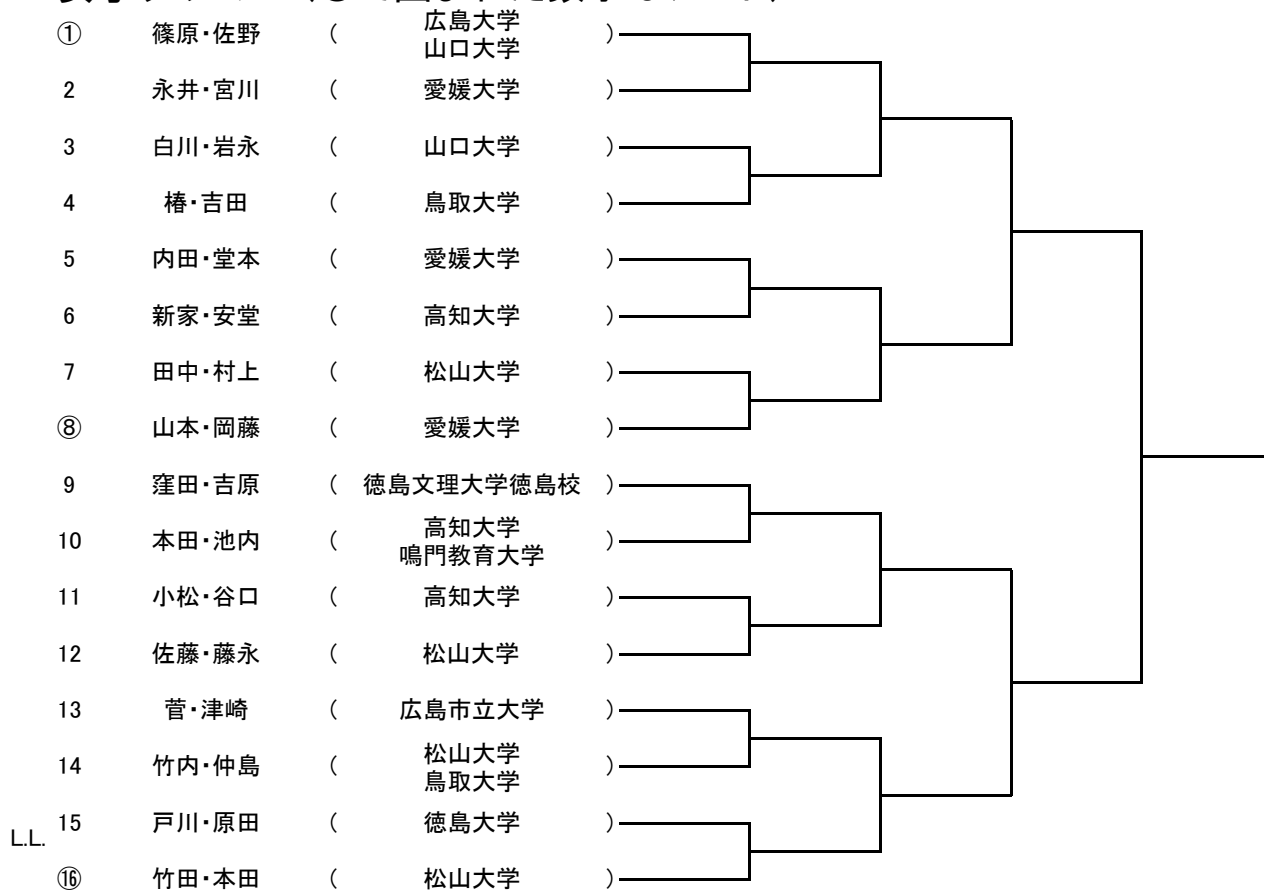 ① 篠原・佐野 ( 広島大学
山口大学 )
2 永井・宮川 ( 愛媛大学 )
3 白川・岩永 ( 山口大学 )
4 椿・吉田 ( 鳥取大学 )
5 内田・堂本 ( 愛媛大学 )
6 新家・安堂 ( 高知大学 )
7 田中・村上 ( 松山大学 )
⑧ 山本・岡藤 ( 愛媛大学 )
9 窪田・吉原 ( 徳島文理大学徳島校 )
10 本田・池内 ( 高知大学
鳴門教育大学 )
11 小松・谷口 ( 高知大学 )
12 佐藤・藤永 ( 松山大学 )
13 菅・津崎 ( 広島市立大学 )
14 竹内・仲島 ( 松山大学
鳥取大学 )
L.L. 15 戸川・原田 ( 徳島大学 )
⑯ 竹田・本田 ( 松山大学 )